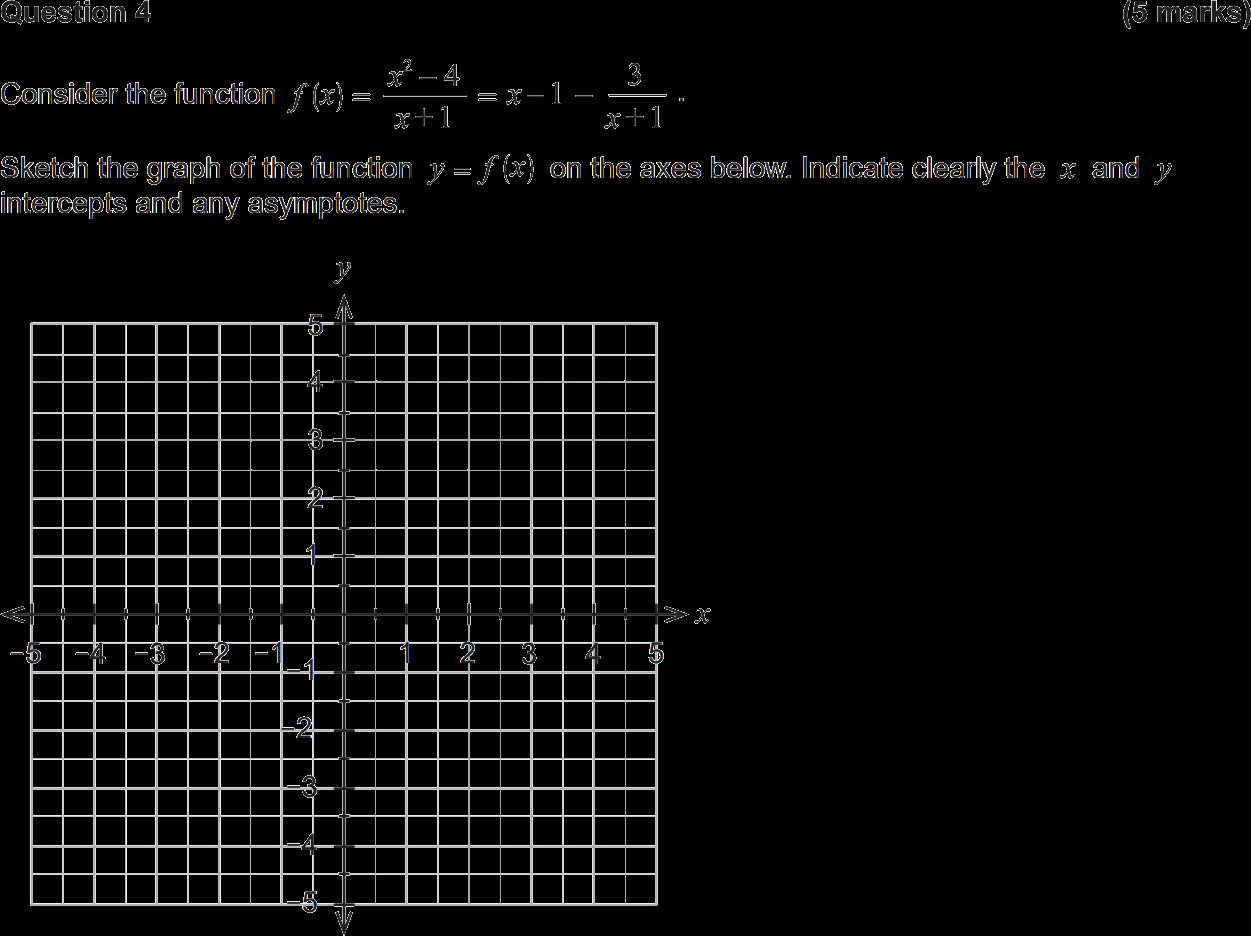 Question 4 (5 marks)
Consider the function f(x) = \frac{x^2 − 4}{x + 1} = x − 1 − \frac{3}{x + 1} .
Sketch the graph of the function y = f(x) on the axes below. Indicate clearly the x and y
intercepts and any asymptotes.
y
5
4
3
2
1
x
−5 −4 −3 −2 −1 1 2 3 4 5
−1
−2
−3
−4
−5